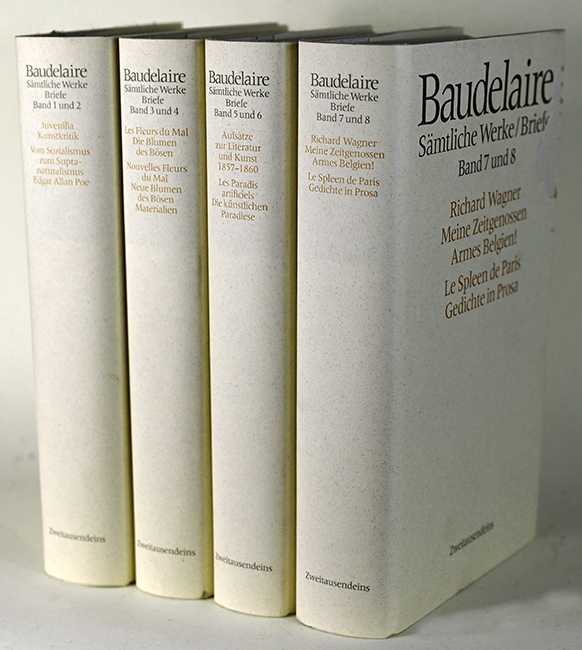 Baudelaire
Sämtliche Werke
Briefe
Band 1 und 2
Juvenilia
Kunstkritik
Vom Sozialismus
zum Supra-
naturalismus
Edgar Allan Poe
Zweitausendeins
Baudelaire
Sämtliche Werke
Briefe
Band 3 und 4
Les Fleurs du Mal
Die Blumen
des Bösen
Nouvelles Fleurs
du Mal
Neue Blumen
des Bösen
Materialien
Zweitausendeins
Baudelaire
Sämtliche Werke
Briefe
Band 5 und 6
Aufsätze
zur Literatur
und Kunst
1857–1860
Les Paradis
artificiels
Die künstlichen
Paradiese
Zweitausendeins
Baudelaire
Sämtliche Werke
Briefe
Band 7 und 8
Richard Wagner
Meine Zeitgenossen
Armes Belgien!
Le Spleen de Paris
Gedichte in Prosa
Zweitausendeins
Baudelaire
Sämtliche Werke/Briefe
Band 7 und 8
Richard Wagner
Meine Zeitgenossen
Armes Belgien!
Le Spleen de Paris
Gedichte in Prosa
Zweitausendeins